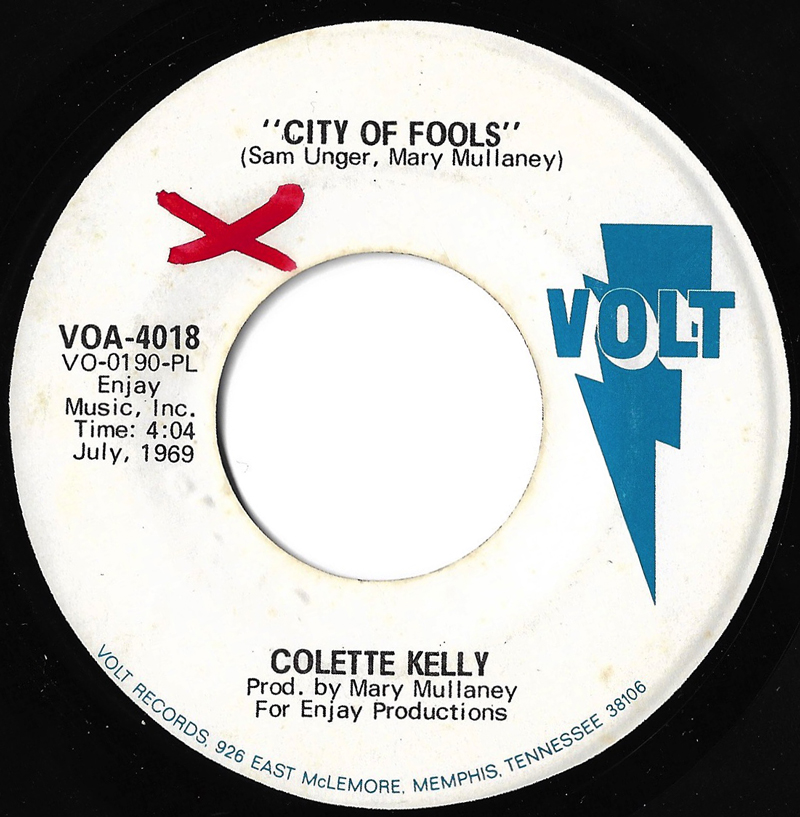 "CITY OF FOOLS"
(Sam Unger, Mary Mullaney)
VOLT
VOA-4018
VO-0190-PL
Enjay
Music, Inc.
Time: 4:04
July, 1969
COLETTE KELLY
Prod. by Mary Mullaney
For Enjay Productions
VOLT RECORDS, 926 EAST McLEMORE, MEMPHIS, TENNESSEE 38106